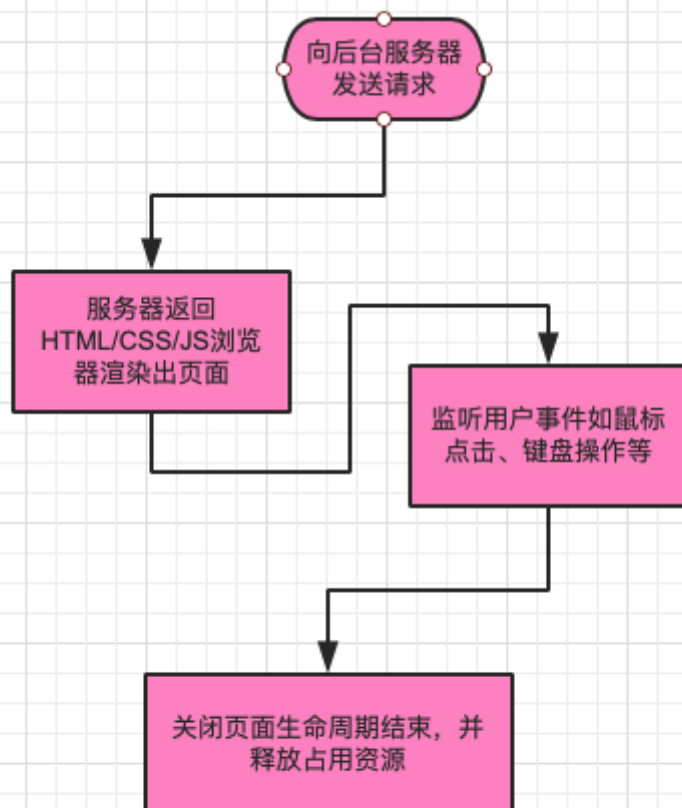 向后台服务器
发送请求
服务器返回
HTML/CSS/JS浏览
器渲染出页面
监听用户事件如鼠标
点击、键盘操作等
关闭页面生命周期结束，并
释放占用资源